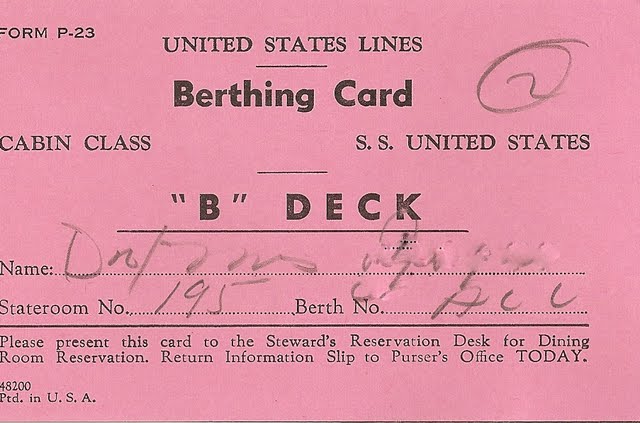 FORM P-23
UNITED STATES LINES
2
Berthing Card
CABIN CLASS S. S. UNITED STATES
"B" DECK
Name:
Stateroom No. 195 Berth No.
Please present this card to the Steward's Reservation Desk for Dining
Room Reservation. Return Information Slip to Purser's Office TODAY.
48200
Ptd. in U. S. A.